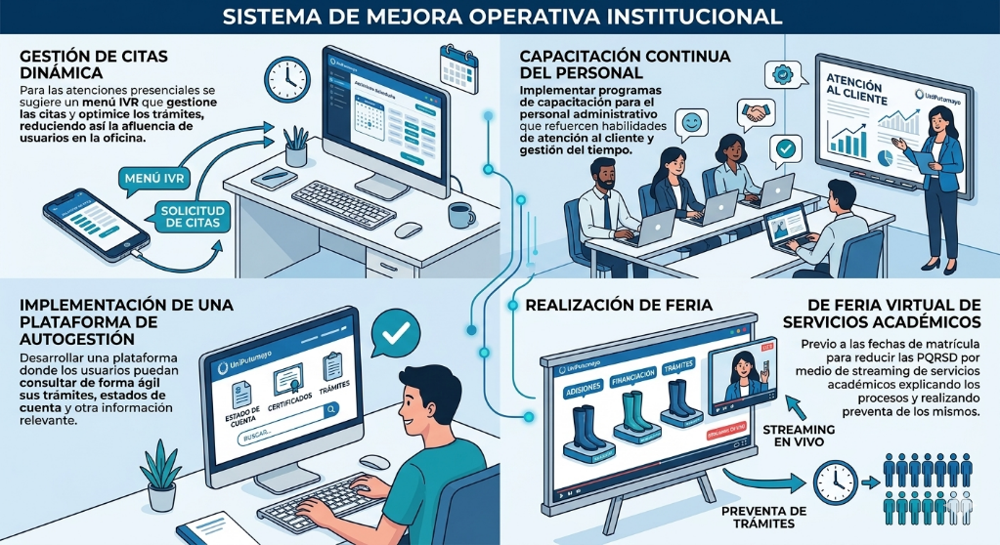 SISTEMA DE MEJORA OPERATIVA INSTITUCIONAL
GESTIÓN DE CITAS
DINÁMICA
Para las atenciones presenciales se
sugiere un menú IVR que gestione
las citas y optimice los trámites,
reduciendo así la afluencia de
usuarios en la oficina.
MENÚ IVR
SOLICITUD
DE CITAS
UniPutumayo
CAPACITACIÓN CONTINUA
DEL PERSONAL
Implementar programas
de capacitación para el
personal administrativo
que refuercen habilidades
de atención al cliente y
gestión del tiempo.
ATENCIÓN
AL CLIENTE
UniPutumayo
IMPLEMENTACIÓN DE UNA
PLATAFORMA DE
AUTOGESTIÓN
Desarrollar una plataforma
donde los usuarios puedan
consultar de forma ágil
sus trámites, estados de
cuenta y otra información
relevante.
UniPutumayo
ESTADO DE
CUENTA
CERTIFICADOS
TRÁMITES
BUSCAR...
REALIZACIÓN DE FERIA
DE FERIA VIRTUAL DE
SERVICIOS ACADÉMICOS
Previo a las fechas de matrícula
para reducir las PQRSD por
medio de streaming de servicios
académicos explicando los
procesos y realizando
preventa de los mismos.
UniPutumayo
ADISIONES
FINANCIACIÓN
TRÁMITES
STREAMING
EN VIVO
PREVENTA DE
TRÁMITES